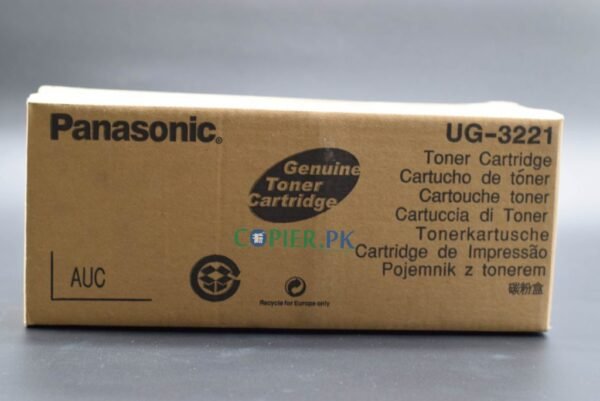 Panasonic®
UG-3221
Genuine
Toner
Cartridge
Toner Cartridge
Cartucho de tóner
Cartouche toner
Cartuccia di Toner
Tonerkartusche
Cartridge de Impressão
Pojemnik z tonerem
碳粉盒
COPIER.PK
AUC
Recycle for Europe only